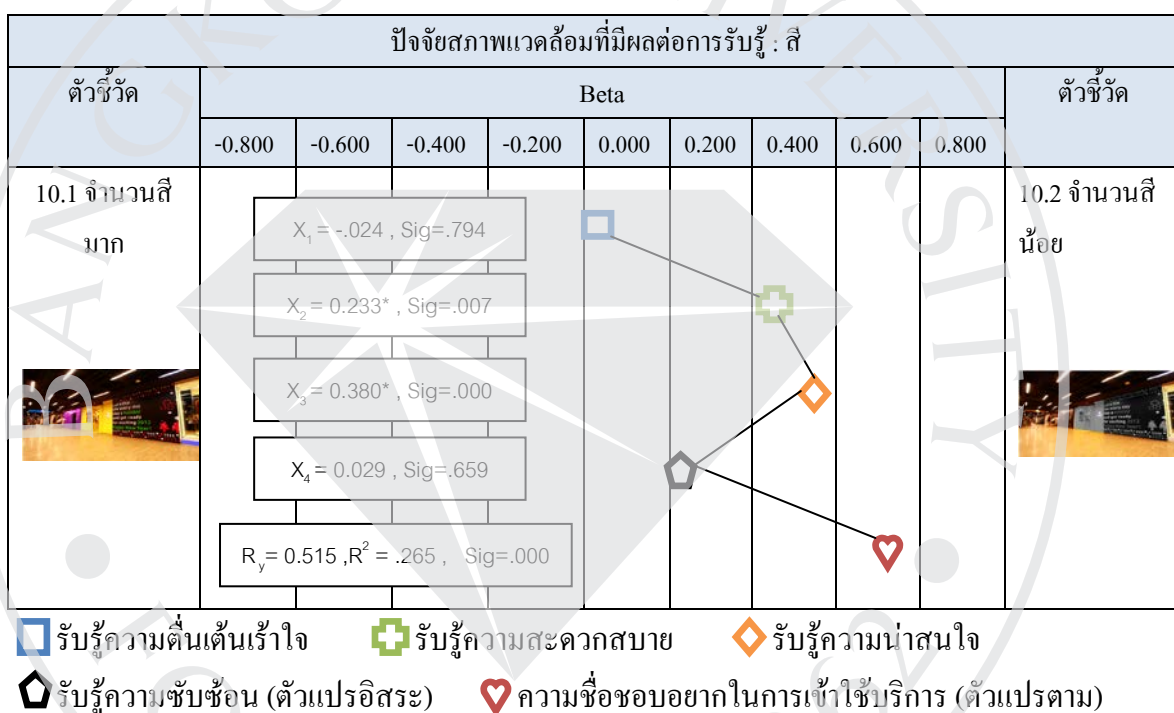 ปัจจัยสภาพแวดล้อมที่มีผลต่อการรับรู้ : สี
ตัวชี้วัด Beta ตัวชี้วัด
-0.800 -0.600 -0.400 -0.200 0.000 0.200 0.400 0.600 0.800
10.1 จำนวนสี
มาก
10.2 จำนวนสี
น้อย
X1 = -.024 , Sig=.794
X2 = 0.233* , Sig=.007
X3 = 0.380* , Sig=.000
X4 = 0.029 , Sig=.659
Ry= 0.515 ,R2 = .265 , Sig=.000
รับรู้ความตื่นเต้นเร้าใจ รับรู้ความสะดวกสบาย รับรู้ความน่าสนใจ
รับรู้ความซับซ้อน (ตัวแปรอิสระ) ความชื่อชอบอยากในการเข้าใช้บริการ (ตัวแปรตาม)